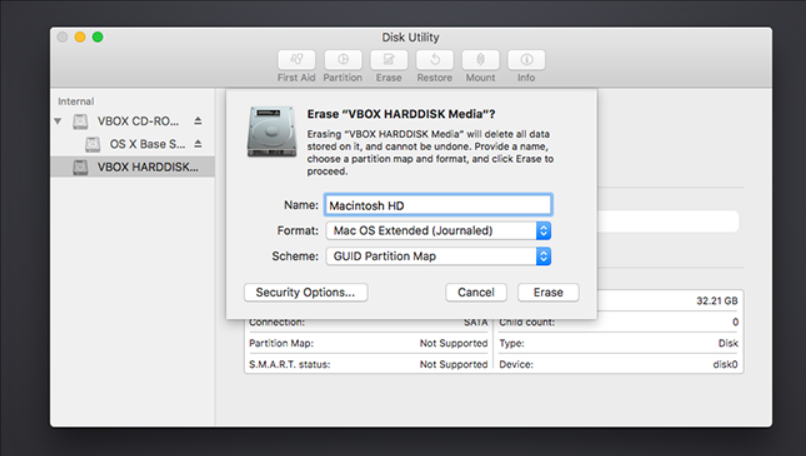 Disk Utility
First Aid Partition Erase Restore Mount Info
Internal
VBOX CD-RO...
OS X Base S...
VBOX HARDDISK...
Erase “VBOX HARDDISK Media”?
Erasing “VBOX HARDDISK Media” will delete all data
stored on it, and cannot be undone. Provide a name,
choose a partition map and format, and click Erase to
proceed.
Name: Macintosh HD
Format: Mac OS Extended (Journaled)
Scheme: GUID Partition Map
Security Options... Cancel Erase
32.21 GB
Connection: SATA Child count: 0
Partition Map: Not Supported Type: Disk
S.M.A.R.T. status: Not Supported Device: disk0